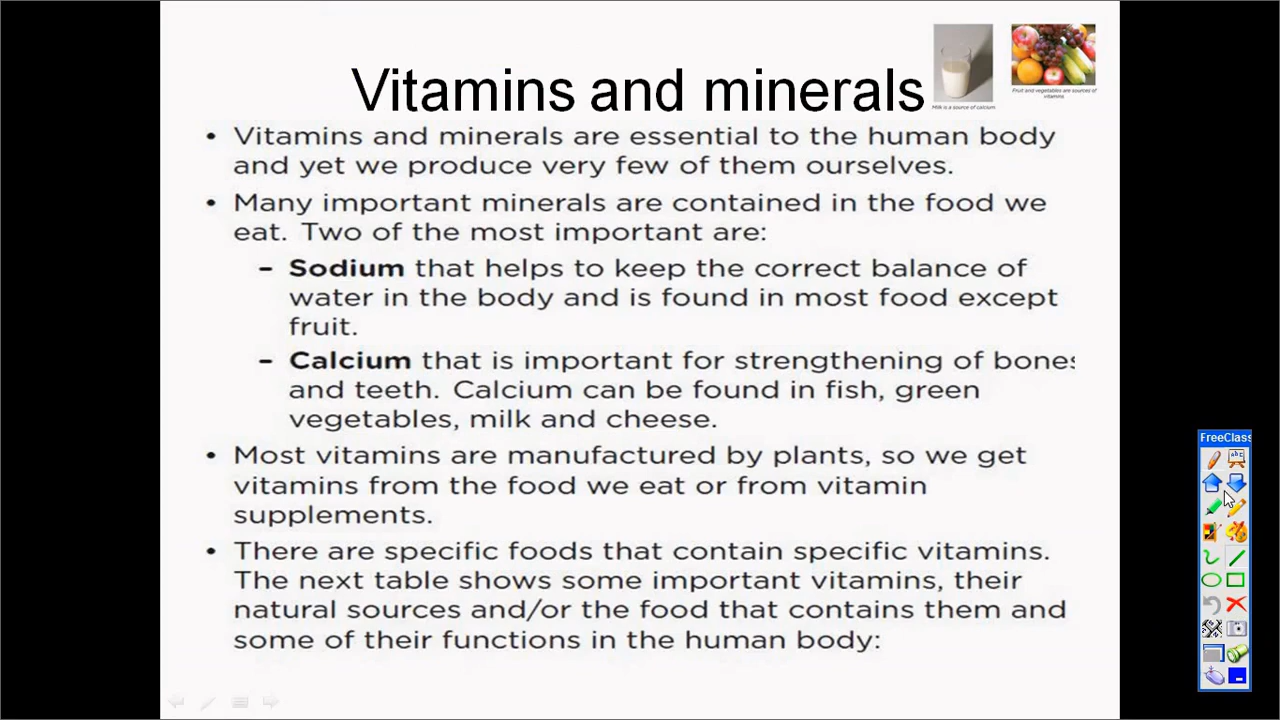 Vitamins and minerals
Milk is a source of calcium
Fruit and vegetables are sources of
vitamins
• Vitamins and minerals are essential to the human body
and yet we produce very few of them ourselves.
• Many important minerals are contained in the food we
eat. Two of the most important are:
– Sodium that helps to keep the correct balance of
water in the body and is found in most food except
fruit.
– Calcium that is important for strengthening of bones
and teeth. Calcium can be found in fish, green
vegetables, milk and cheese.
• Most vitamins are manufactured by plants, so we get
vitamins from the food we eat or from vitamin
supplements.
• There are specific foods that contain specific vitamins.
The next table shows some important vitamins, their
natural sources and/or the food that contains them and
some of their functions in the human body:
FreeClass
abc